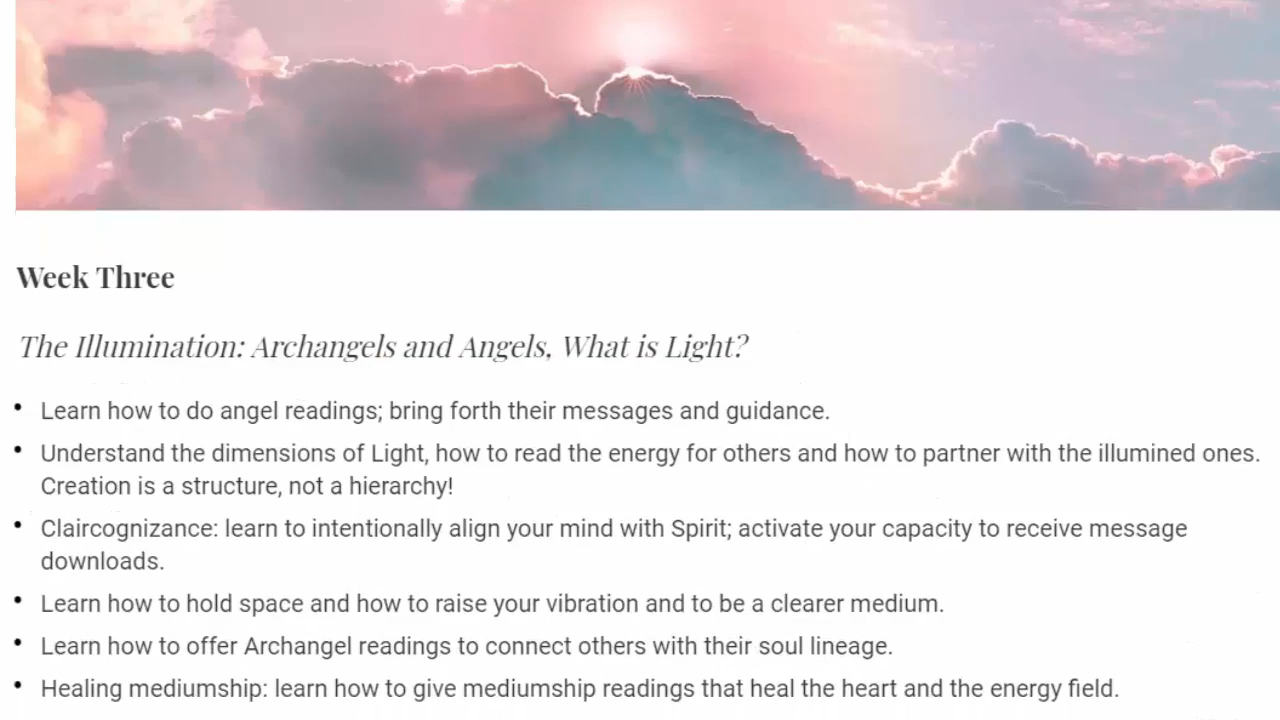 Week Three
The Illumination: Archangels and Angels, What is Light?
• Learn how to do angel readings; bring forth their messages and guidance.
• Understand the dimensions of Light, how to read the energy for others and how to partner with the illumined ones.
Creation is a structure, not a hierarchy!
• Claircognizance: learn to intentionally align your mind with Spirit; activate your capacity to receive message
downloads.
• Learn how to hold space and how to raise your vibration and to be a clearer medium.
• Learn how to offer Archangel readings to connect others with their soul lineage.
• Healing mediumship: learn how to give mediumship readings that heal the heart and the energy field.